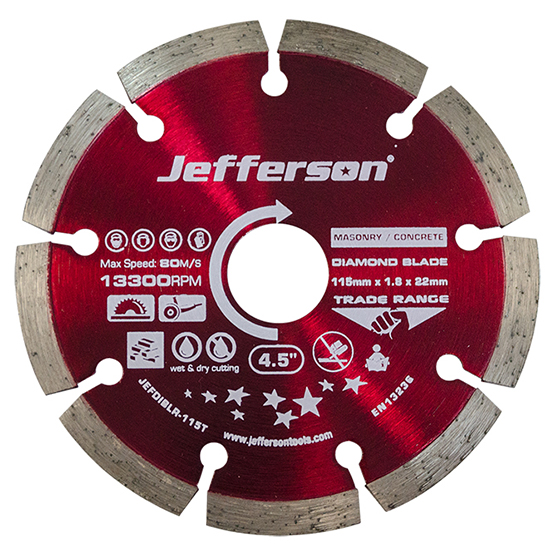 Jefferson®
MASONRY / CONCRETE
Max Speed: 80M/S
DIAMOND BLADE
13300RPM
115mm x 1.8 x 22mm
TRADE RANGE
wet & dry cutting
4.5"
JEFDIBLR-115T
EN13236
www.jeffersontools.com